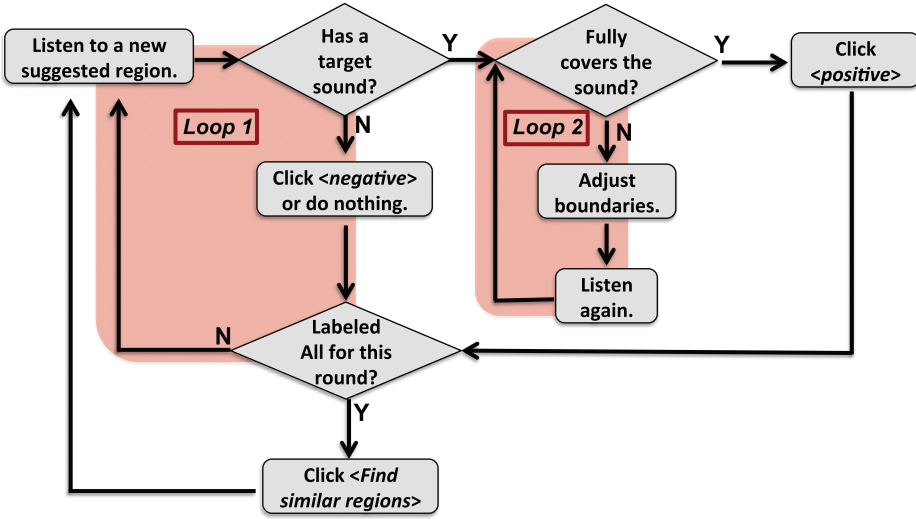 Listen to a new
suggested region.
Has a
target
sound?
Y
Fully
covers the
sound?
Y
Click
<positive>
Loop 1
N
Loop 2
N
Click <negative>
or do nothing.
Adjust
boundaries.
Listen
again.
Labeled
All for this
round?
N
Y
Click <Find
similar regions>